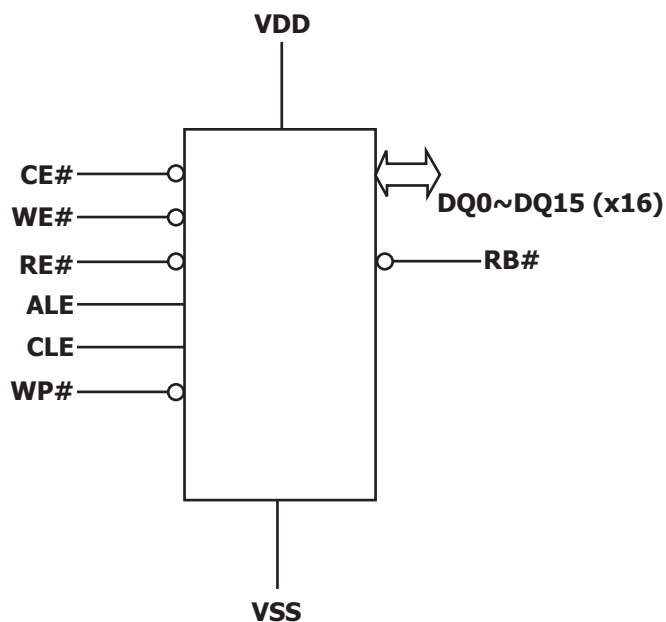 VDD
CE#
WE#
DQ0~DQ15 (x16)
RE#
RB#
ALE
CLE
WP#
VSS